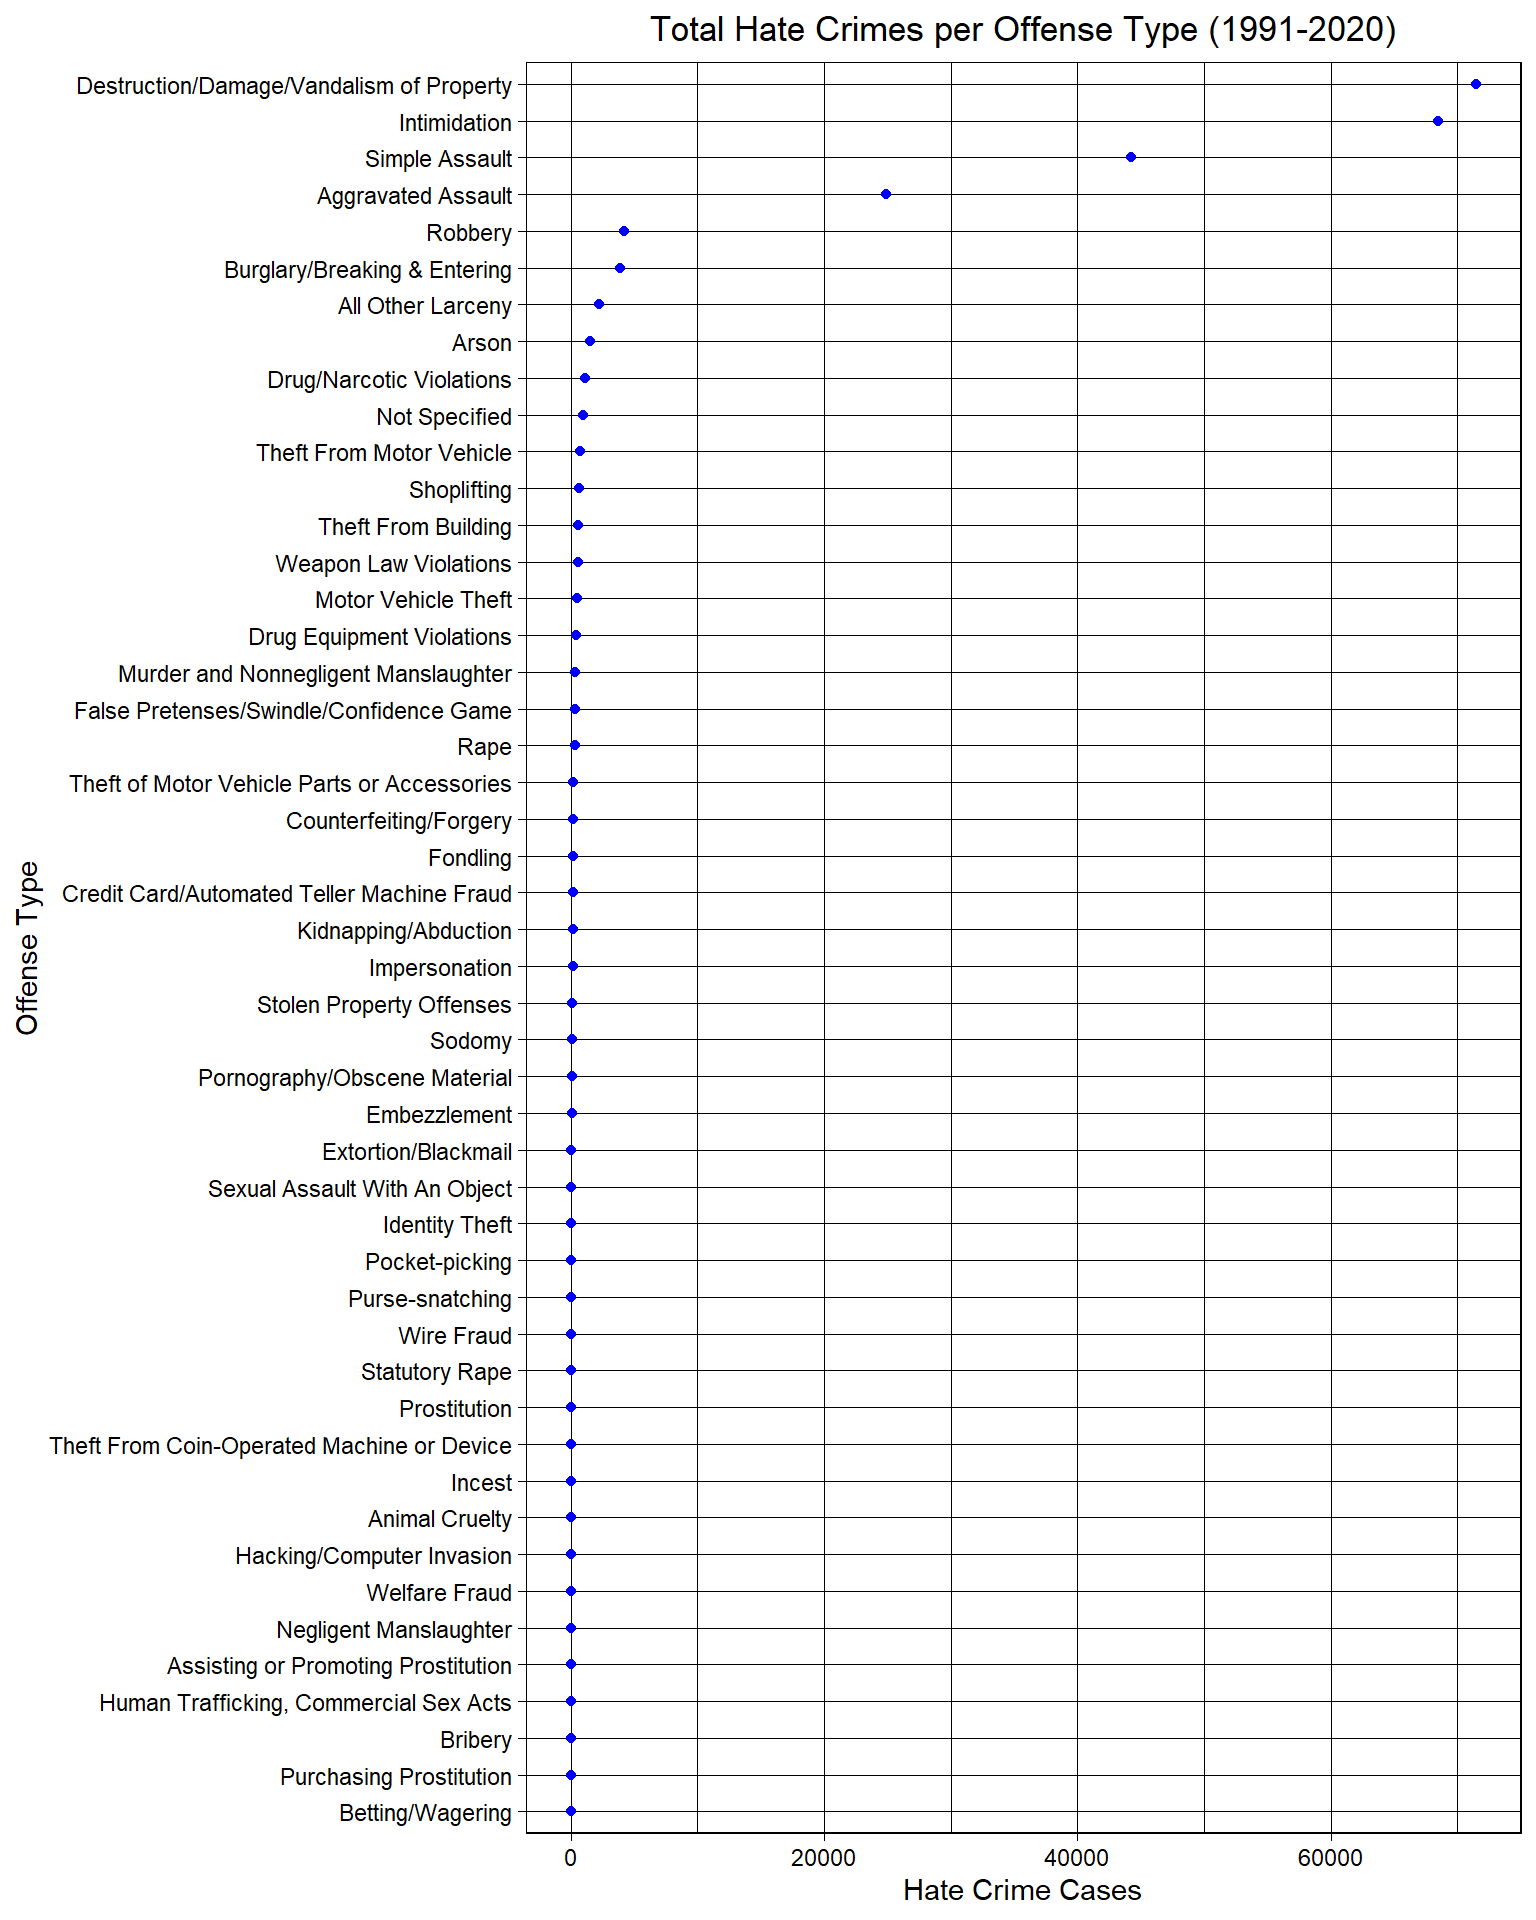 Total Hate Crimes per Offense Type (1991-2020)
Destruction/Damage/Vandalism of Property
Intimidation
Simple Assault
Aggravated Assault
Robbery
Burglary/Breaking & Entering
All Other Larceny
Arson
Drug/Narcotic Violations
Not Specified
Theft From Motor Vehicle
Shoplifting
Theft From Building
Weapon Law Violations
Motor Vehicle Theft
Drug Equipment Violations
Murder and Nonnegligent Manslaughter
False Pretenses/Swindle/Confidence Game
Rape
Theft of Motor Vehicle Parts or Accessories
Counterfeiting/Forgery
Fondling
Credit Card/Automated Teller Machine Fraud
Kidnapping/Abduction
Impersonation
Stolen Property Offenses
Sodomy
Pornography/Obscene Material
Embezzlement
Extortion/Blackmail
Sexual Assault With An Object
Identity Theft
Pocket-picking
Purse-snatching
Wire Fraud
Statutory Rape
Prostitution
Theft From Coin-Operated Machine or Device
Incest
Animal Cruelty
Hacking/Computer Invasion
Welfare Fraud
Negligent Manslaughter
Assisting or Promoting Prostitution
Human Trafficking, Commercial Sex Acts
Bribery
Purchasing Prostitution
Betting/Wagering
Offense Type
0 20000 40000 60000
Hate Crime Cases